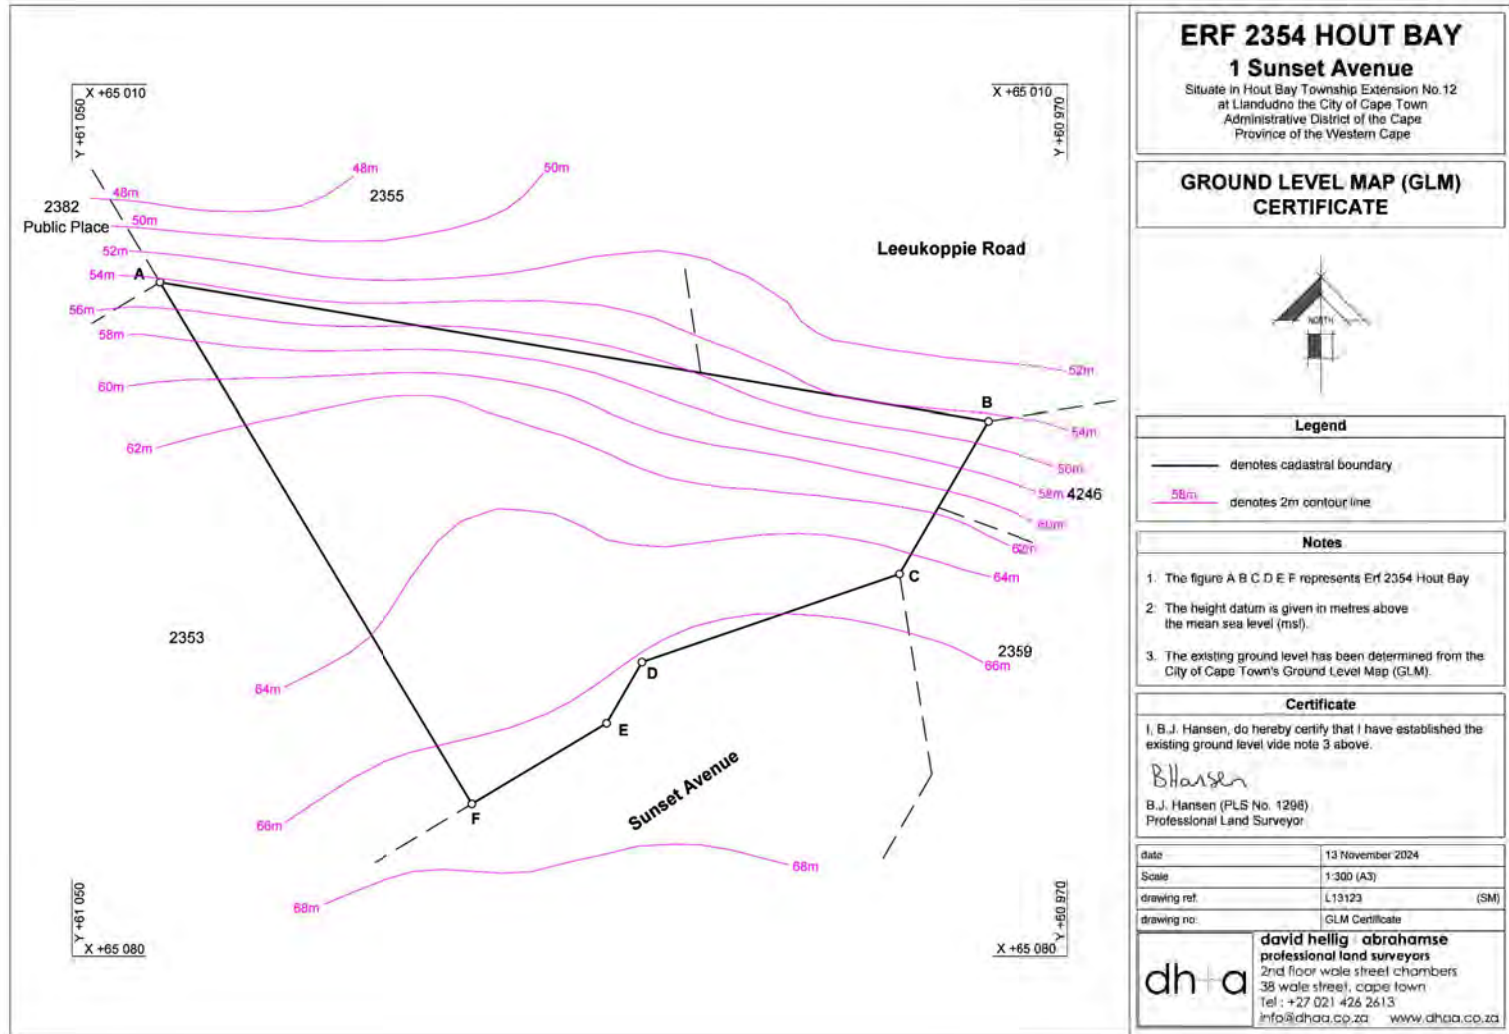 X +65 010
Y +61 050
X +65 010
Y +60 970
48m
48m
50m
2355
2382
Public Place
50m
52m
Leeukoppie Road
A
54m
56m
58m
60m
62m
52m
B
54m
56m
58m
4246
60m
62m
64m
C
2353
2359
66m
64m
D
E
Sunset Avenue
66m
F
68m
68m
Y +61 050
X +65 080
Y +60 970
X +65 080
ERF 2354 HOUT BAY
1 Sunset Avenue
Situate in Hout Bay Township Extension No.12
at Llandudno the City of Cape Town
Administrative District of the Cape
Province of the Western Cape
GROUND LEVEL MAP (GLM)
CERTIFICATE
NORTH
Legend
denotes cadastral boundary
58m
denotes 2m contour line
Notes
1. The figure A B C D E F represents Erf 2354 Hout Bay
2. The height datum is given in metres above
the mean sea level (msl).
3. The existing ground level has been determined from the
City of Cape Town's Ground Level Map (GLM).
Certificate
I, B.J. Hansen, do hereby certify that I have established the
existing ground level vide note 3 above.
BHansen
B.J. Hansen (PLS No. 1298)
Professional Land Surveyor
date 13 November 2024
Scale 1:300 (A3)
drawing ref. L13123 (SM)
drawing no: GLM Certificate
dh+a
david hellig abrahamse
professional land surveyors
2nd floor wale street chambers
38 wale street, cape town
Tel : +27 021 426 2613
info@dhaa.co.za www.dhaa.co.za